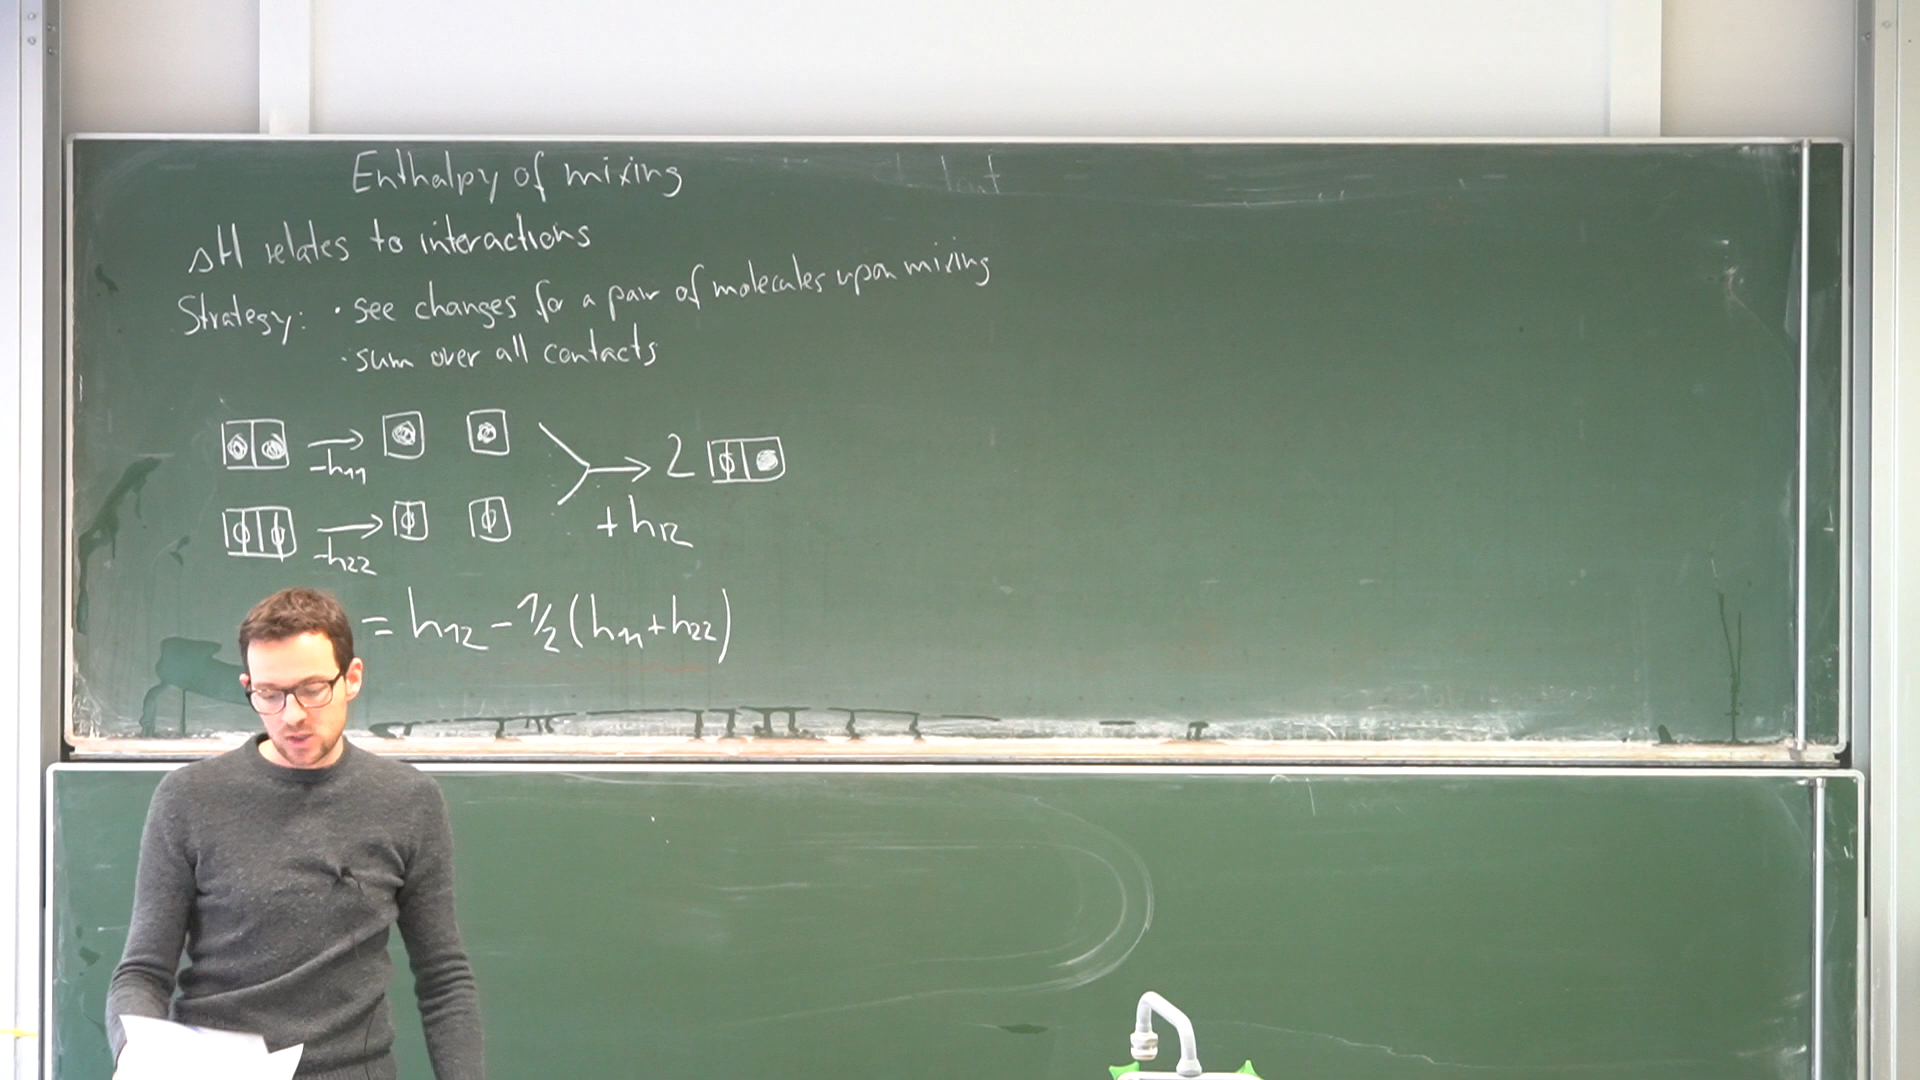 Enthalpy of mixing
ΔH relates to interactions
Strategy: · see changes for a pair of molecules upon mixing
· sum over all contacts
-h11
2
-h22
+h12
= h12 - 1/2 (h11 + h22)